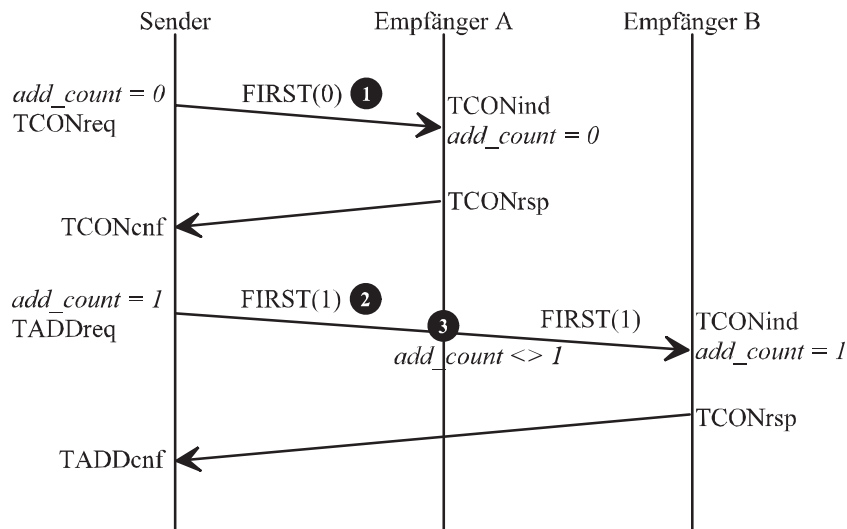 Sender Empfänger A Empfänger B
add_count = 0 FIRST(0) 1 TCONind
TCONreq add_count = 0
TCONrsp
TCONcnf
add_count = 1 FIRST(1) 2
TADDreq 3 FIRST(1) TCONind
add_count <> 1 add_count = 1
TCONrsp
TADDcnf